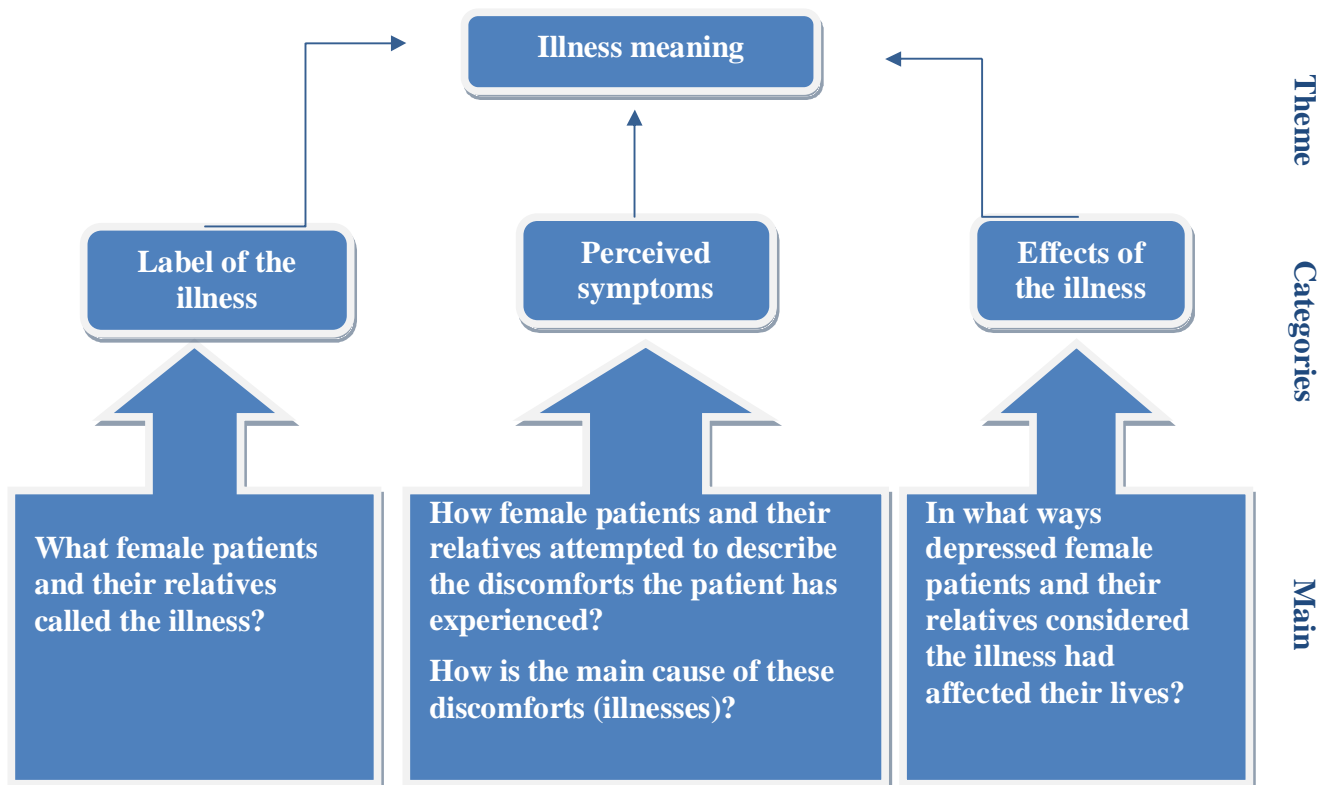 Illness meaning
Theme
Label of the
illness
Perceived
symptoms
Effects of
the illness
Categories
What female patients
and their relatives
called the illness?
How female patients and their
relatives attempted to describe
the discomforts the patient has
experienced?
How is the main cause of these
discomforts (illnesses)?
In what ways
depressed female
patients and their
relatives considered
the illness had
affected their lives?
Main